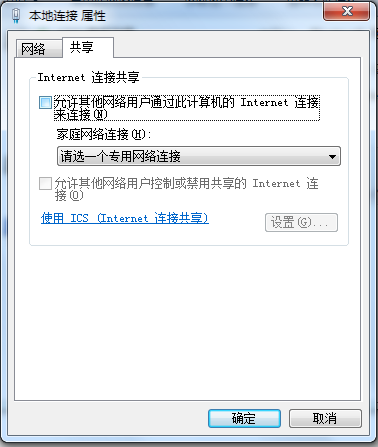 本地连接 属性
网络
共享
Internet 连接共享
允许其他网络用户通过此计算机的 Internet 连接
来连接(N)
家庭网络连接(H):
请选一个专用网络连接
允许其他网络用户控制或禁用共享的 Internet 连
接(O)
使用 ICS (Internet 连接共享)
设置(G)...
确定
取消